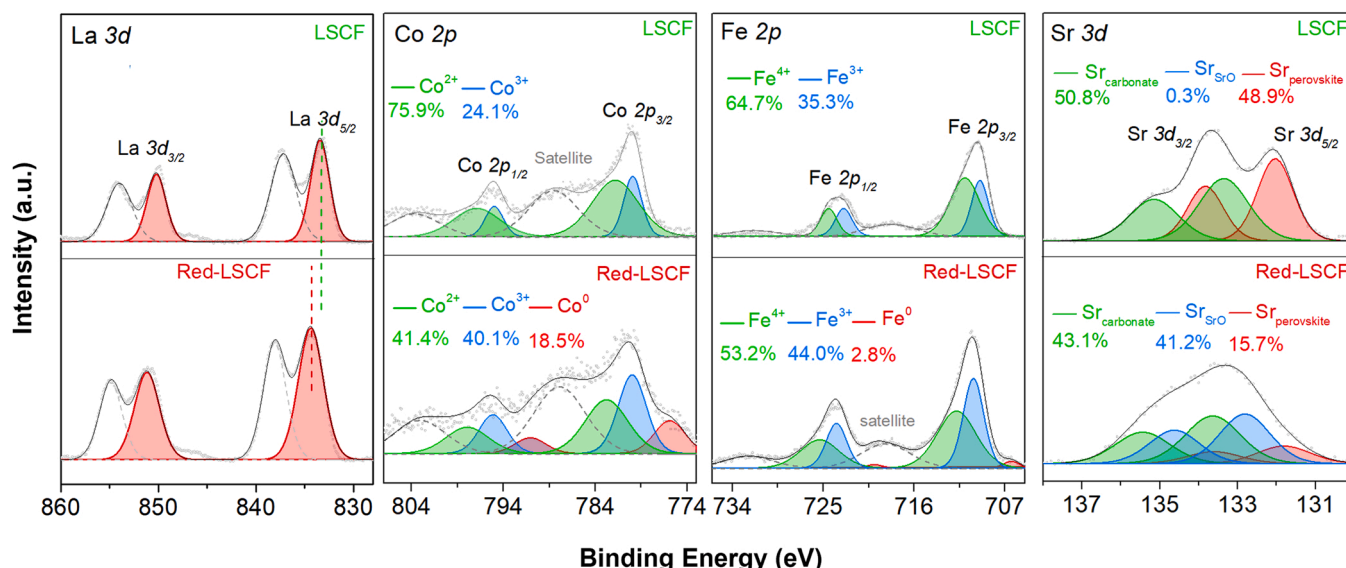 La 3d
LSCF
La 3d3/2
La 3d5/2
Red-LSCF
860 850 840 830
Co 2p
LSCF
Co2+ Co3+
75.9% 24.1%
Co 2p3/2
Co 2p1/2
Satellite
Red-LSCF
Co2+ Co3+ Co0
41.4% 40.1% 18.5%
804 794 784 774
Fe 2p
LSCF
Fe4+ Fe3+
64.7% 35.3%
Fe 2p3/2
Fe 2p1/2
Red-LSCF
Fe4+ Fe3+ Fe0
53.2% 44.0% 2.8%
satellite
734 725 716 707
Sr 3d
LSCF
Srcarbonate SrSrO Srperovskite
50.8% 0.3% 48.9%
Sr 3d3/2 Sr 3d5/2
Red-LSCF
Srcarbonate SrSrO Srperovskite
43.1% 41.2% 15.7%
137 135 133 131
Intensity (a.u.)
Binding Energy (eV)